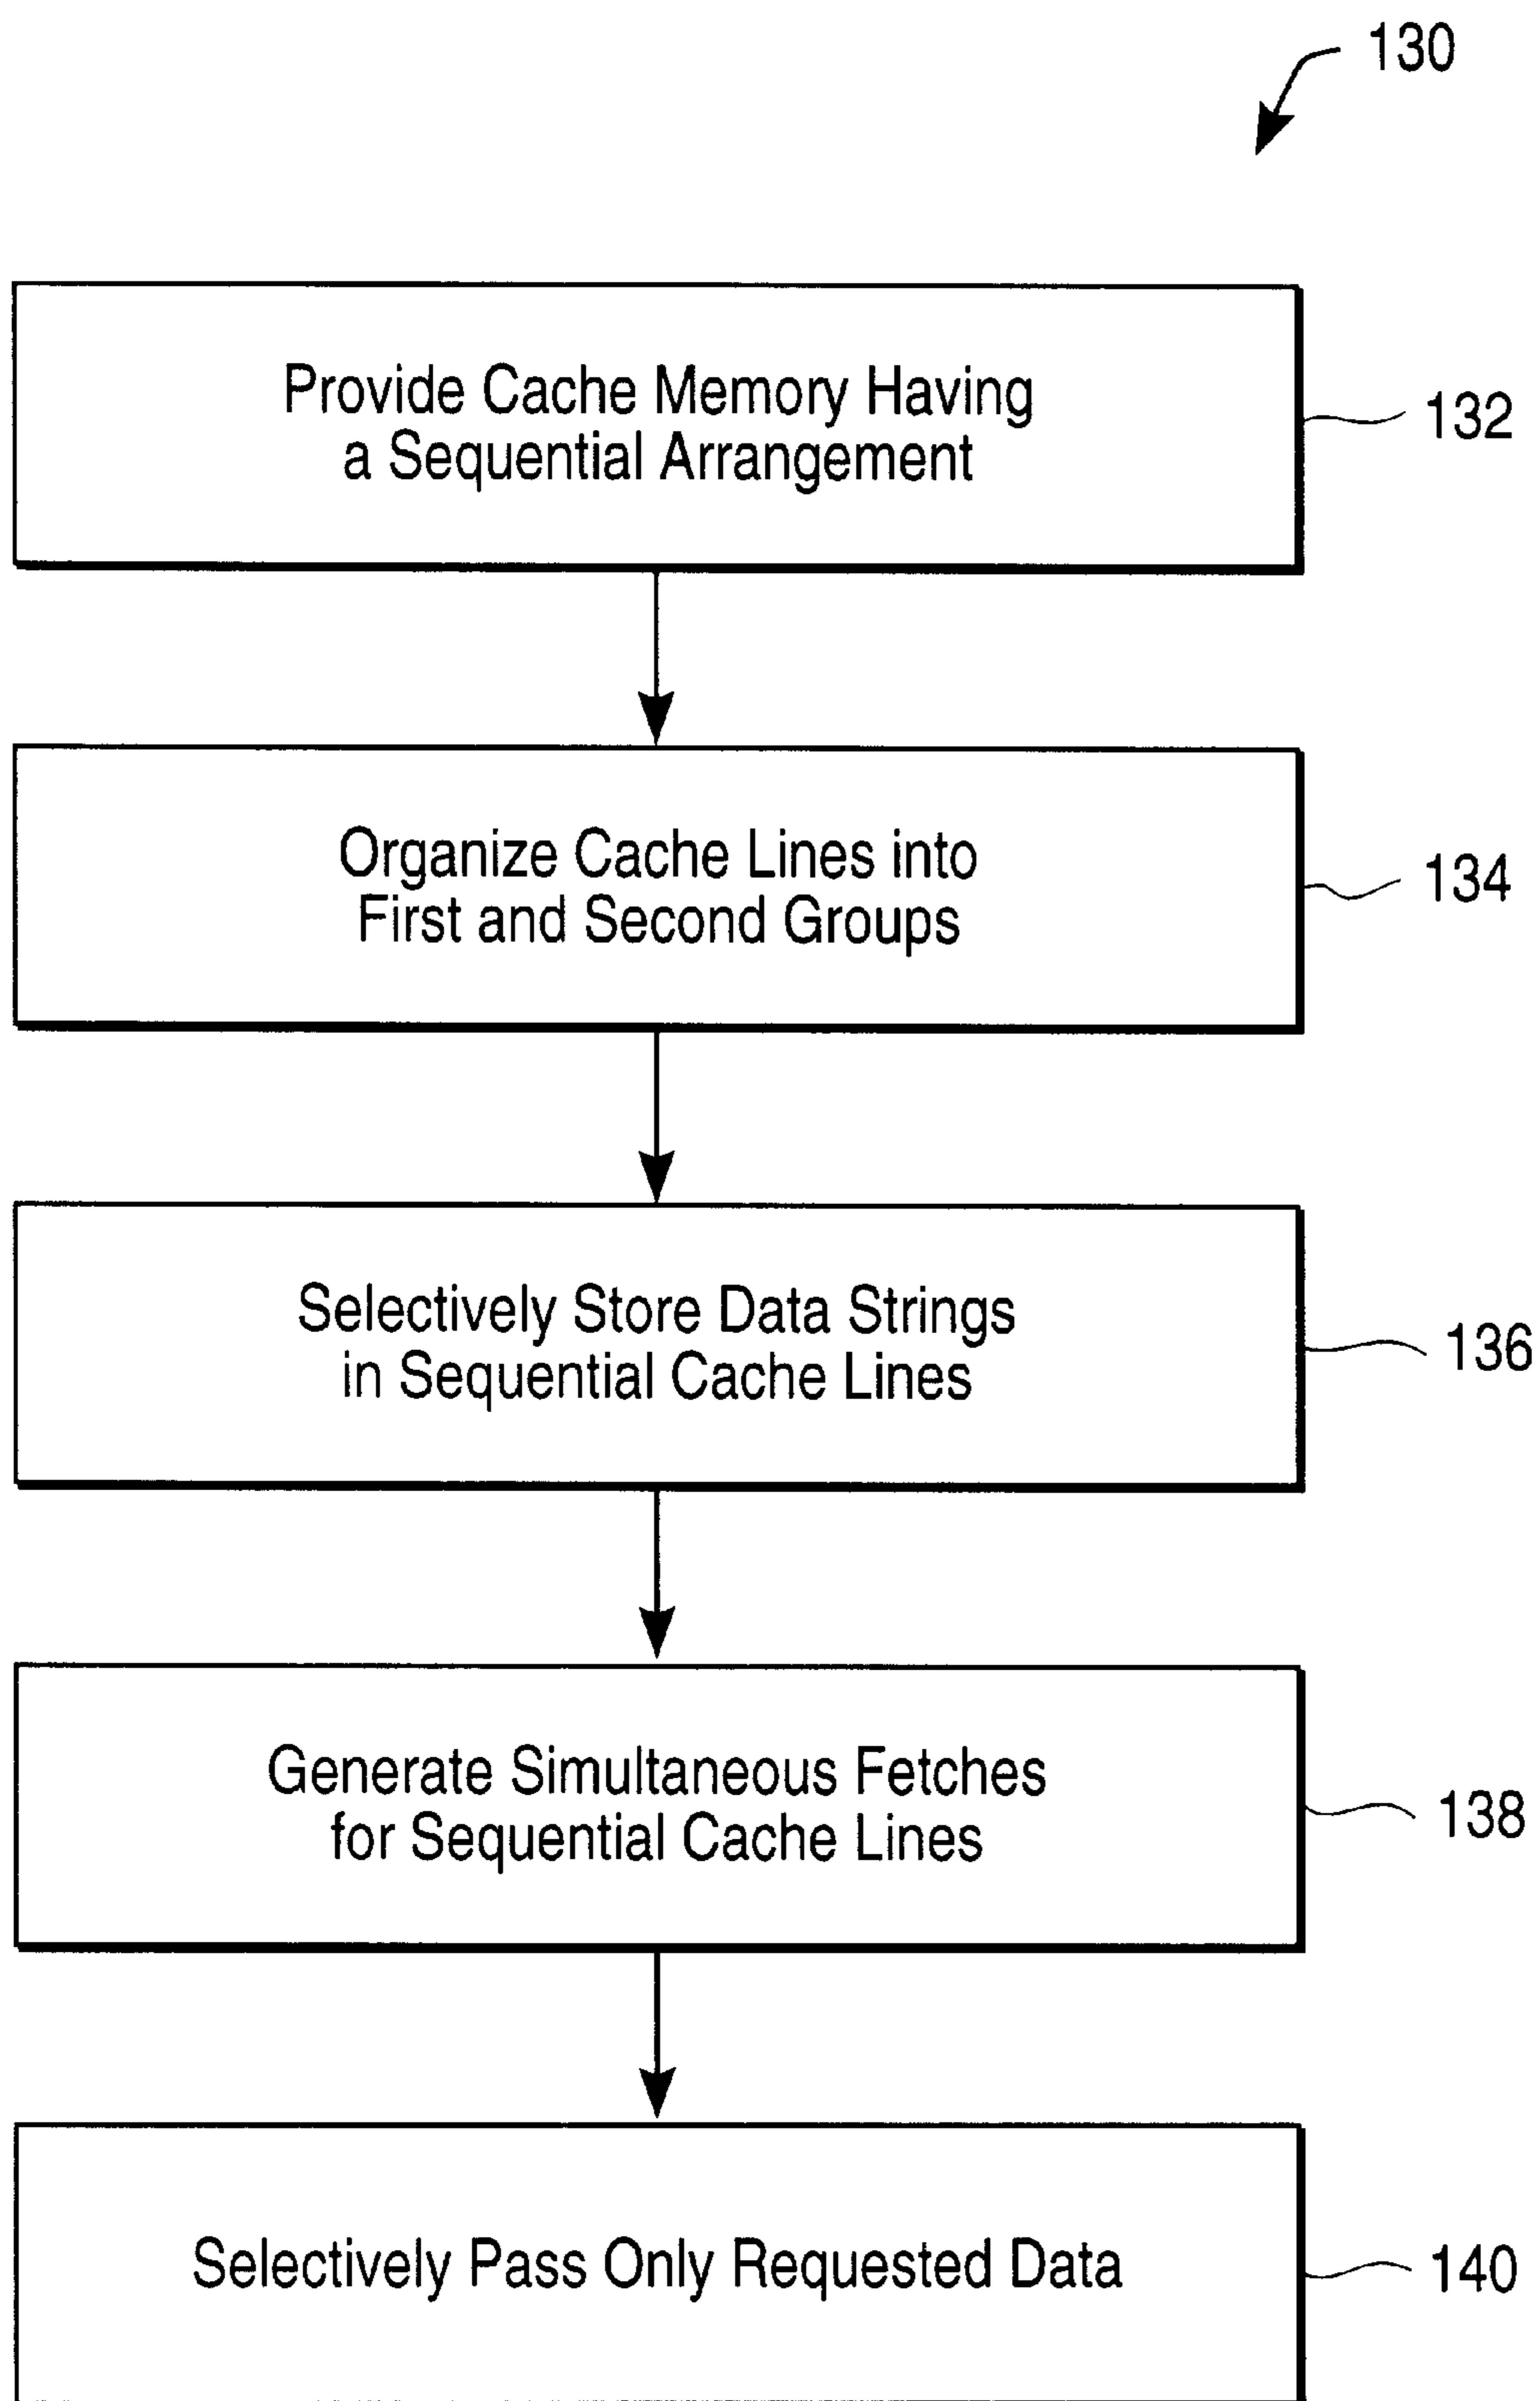 130
Provide Cache Memory Having
a Sequential Arrangement
132
Organize Cache Lines into
First and Second Groups
134
Selectively Store Data Strings
in Sequential Cache Lines
136
Generate Simultaneous Fetches
for Sequential Cache Lines
138
Selectively Pass Only Requested Data
140